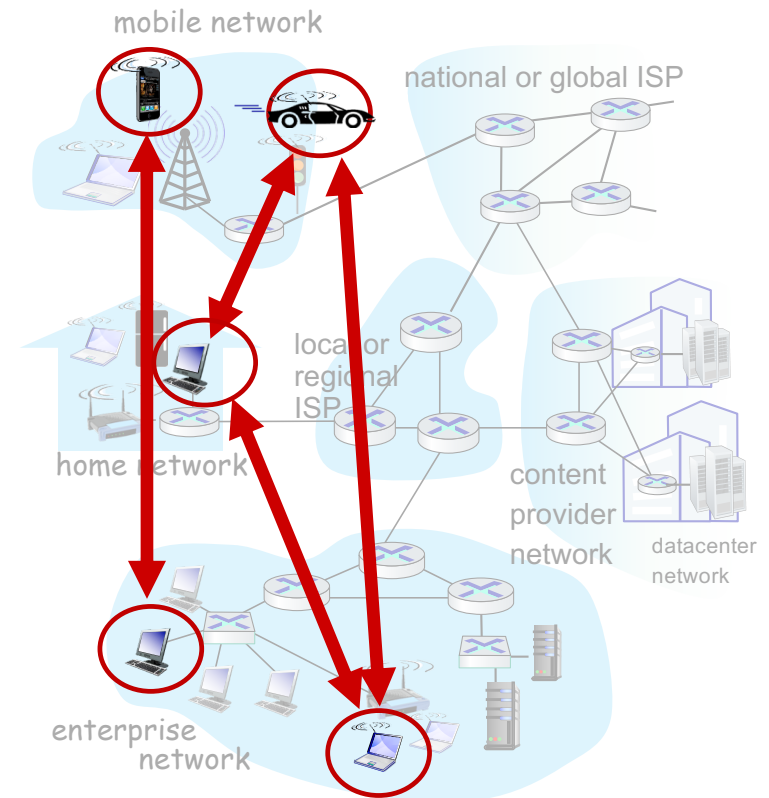 mobile network
national or global ISP
local or
regional
ISP
home network
content
provider
network
datacenter
network
enterprise
network